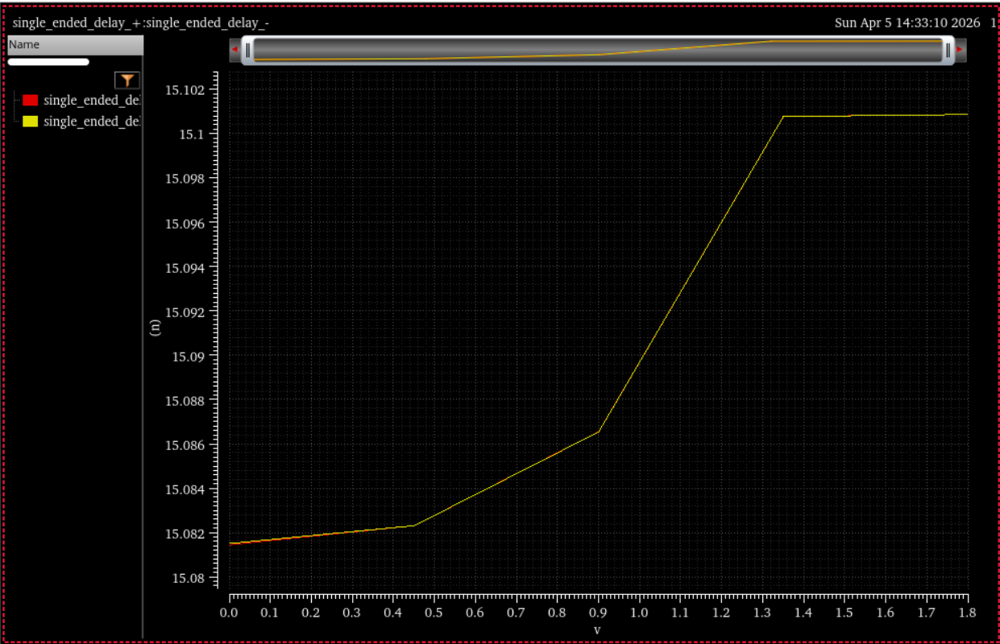 single_ended_delay_+:single_ended_delay_-
Sun Apr 5 14:33:10 2026 1
Name
single_ended_de
single_ended_de
15.102
15.1
15.098
15.096
15.094
15.092
15.09
15.088
15.086
15.084
15.082
15.08
(n)
0.0 0.1 0.2 0.3 0.4 0.5 0.6 0.7 0.8 0.9 1.0 1.1 1.2 1.3 1.4 1.5 1.6 1.7 1.8
v